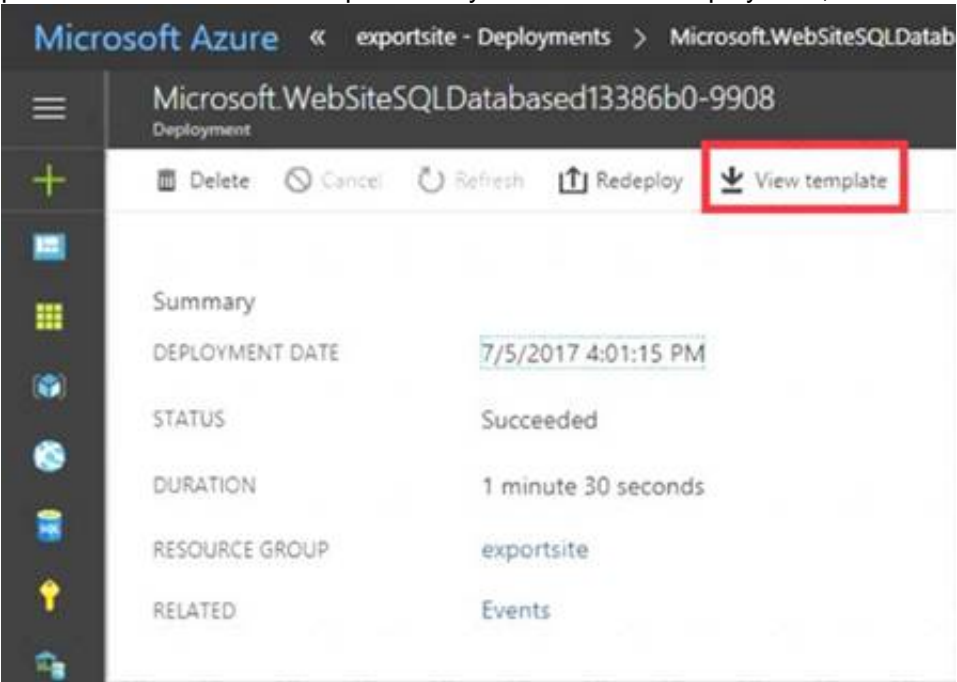 Microsoft Azure « exportsite - Deployments > Microsoft.WebSiteSQLDatab
Microsoft.WebSiteSQLDatabased13386b0-9908
Deployment
Delete Cancel Refresh Redeploy View template
Summary
DEPLOYMENT DATE 7/5/2017 4:01:15 PM
STATUS Succeeded
DURATION 1 minute 30 seconds
RESOURCE GROUP exportsite
RELATED Events